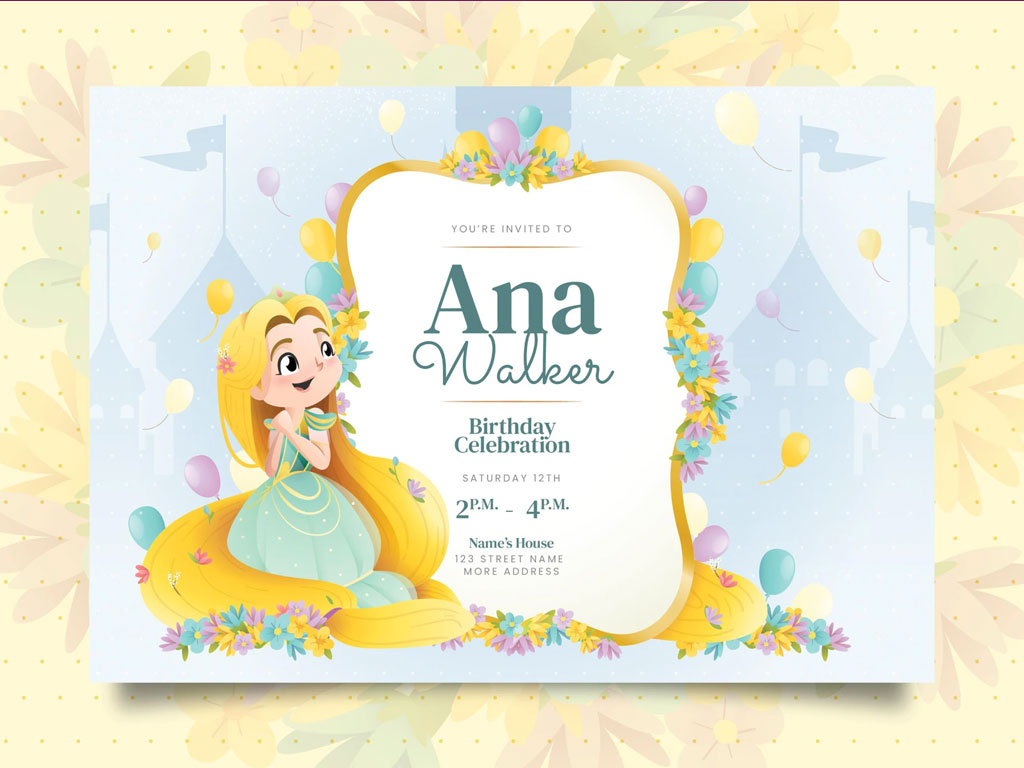 YOU'RE INVITED TO
Ana
Walker
Birthday
Celebration
SATURDAY 12TH
2P.M. - 4P.M.
Name's House
123 STREET NAME
MORE ADDRESS